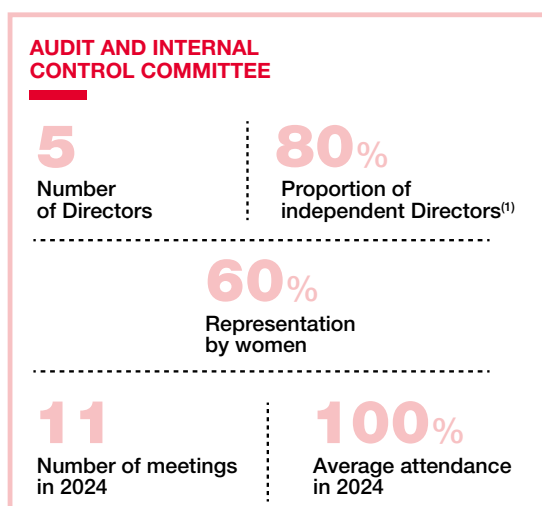 AUDIT AND INTERNAL
CONTROL COMMITTEE
5
Number
of Directors
80%
Proportion of
independent Directors(1)
60%
Representation
by women
11
Number of meetings
in 2024
100%
Average attendance
in 2024